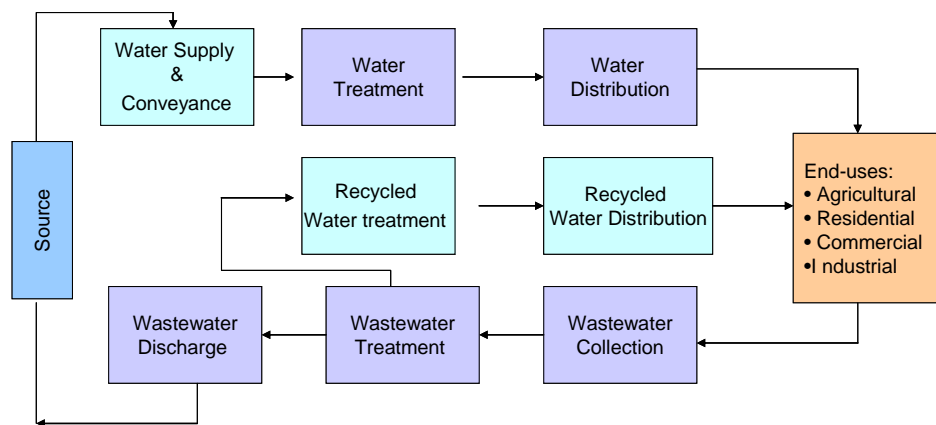 Water Supply
&
Conveyance
Water
Treatment
Water
Distribution
Source
Recycled
Water treatment
Recycled
Water Distribution
End-uses:
• Agricultural
• Residential
• Commercial
•I ndustrial
Wastewater
Discharge
Wastewater
Treatment
Wastewater
Collection